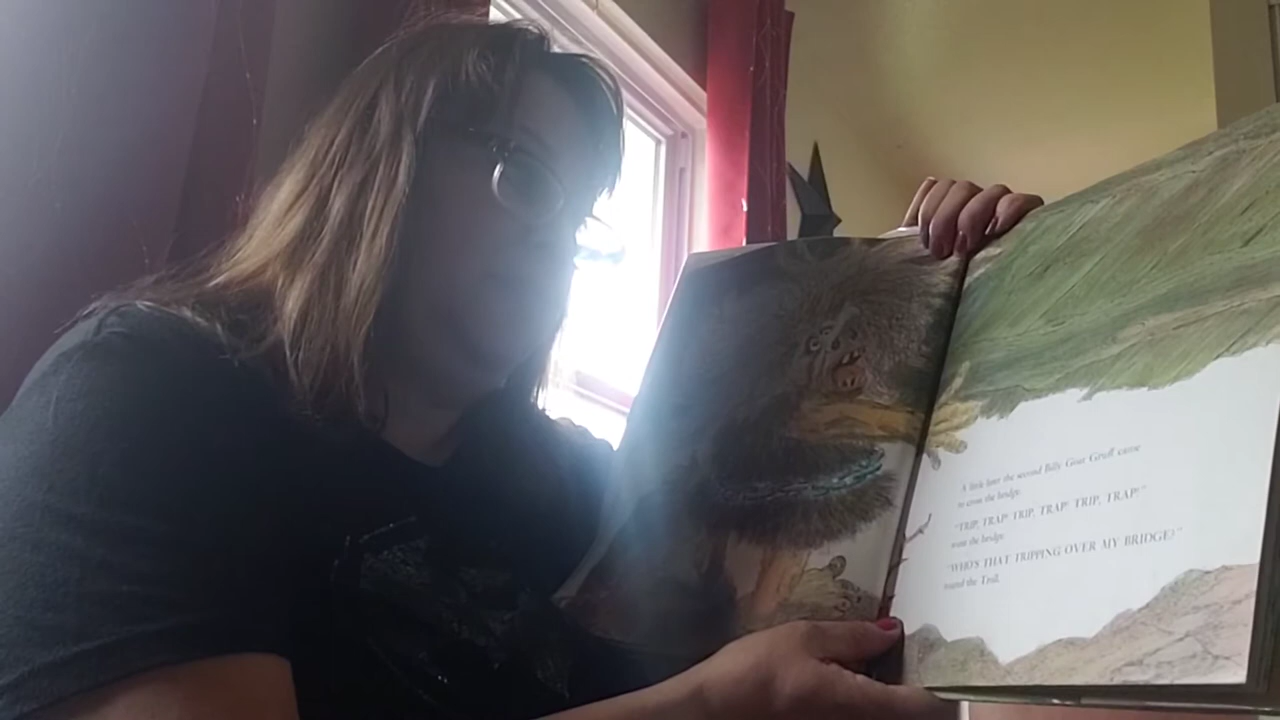 A little later the second Billy Goat Gruff came
to cross the bridge.
"TRIP, TRAP! TRIP, TRAP! TRIP, TRAP!"
went the bridge.
"WHO'S THAT TRIPPING OVER MY BRIDGE?"
roared the Troll.